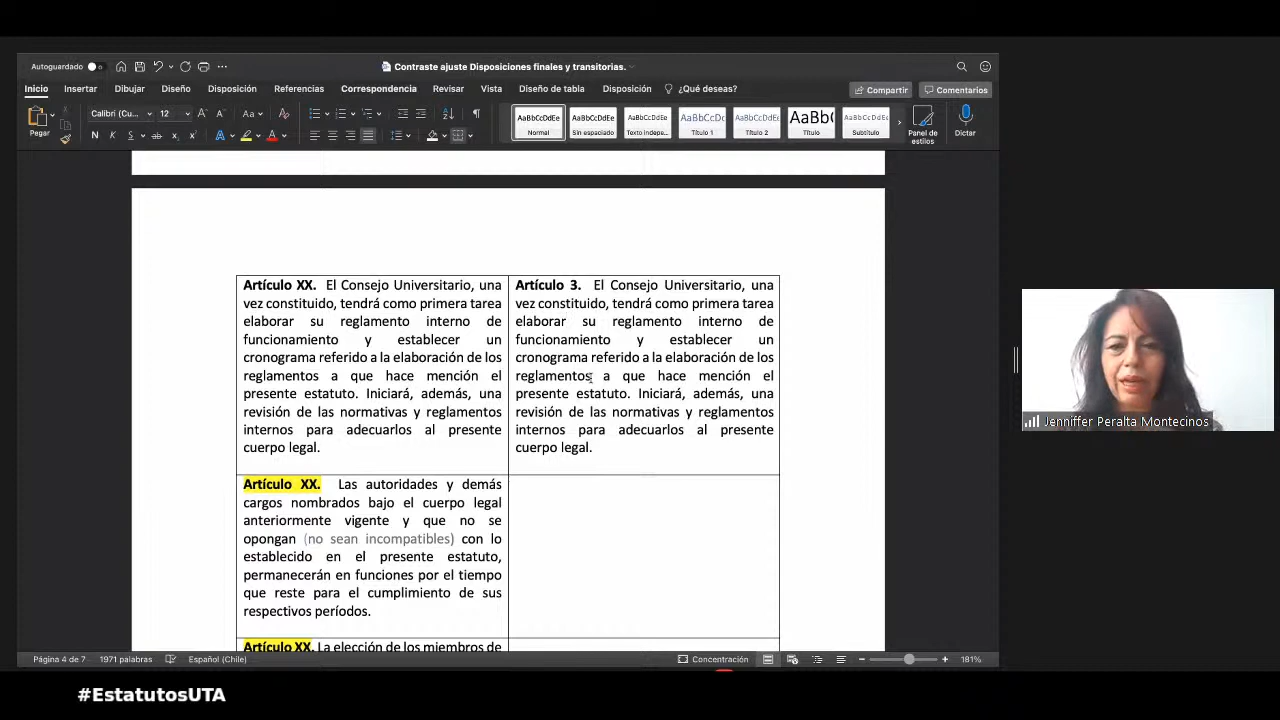 Autoguardado
Contraste ajuste Disposiciones finales y transitorias.
Inicio Insertar Dibujar Diseño Disposición Referencias Correspondencia Revisar Vista Diseño de tabla Disposición ¿Qué deseas? Compartir Comentarios
Pegar
Calibri (Cu... 12
AaBbCcDdEe AaBbCcDdEe AaBbCcDdEe AaBbCcDc AaBbCcDdEe AaBbC AaBbCcDdEe
Normal Sin espaciado Texto indepe... Título 1 Título 2 Título Subtítulo
Panel de estilos
Dictar
Artículo XX. El Consejo Universitario, una
vez constituido, tendrá como primera tarea
elaborar su reglamento interno de
funcionamiento y establecer un
cronograma referido a la elaboración de los
reglamentos a que hace mención el
presente estatuto. Iniciará, además, una
revisión de las normativas y reglamentos
internos para adecuarlos al presente
cuerpo legal.
Artículo 3. El Consejo Universitario, una
vez constituido, tendrá como primera tarea
elaborar su reglamento interno de
funcionamiento y establecer un
cronograma referido a la elaboración de los
reglamentos a que hace mención el
presente estatuto. Iniciará, además, una
revisión de las normativas y reglamentos
internos para adecuarlos al presente
cuerpo legal.
Artículo XX. Las autoridades y demás
cargos nombrados bajo el cuerpo legal
anteriormente vigente y que no se
opongan (no sean incompatibles) con lo
establecido en el presente estatuto,
permanecerán en funciones por el tiempo
que reste para el cumplimiento de sus
respectivos períodos.
Artículo XX. La elección de los miembros de
Jenniffer Peralta Montecinos
Página 4 de 7 1971 palabras Español (Chile) Concentración 181%
#EstatutosUTA